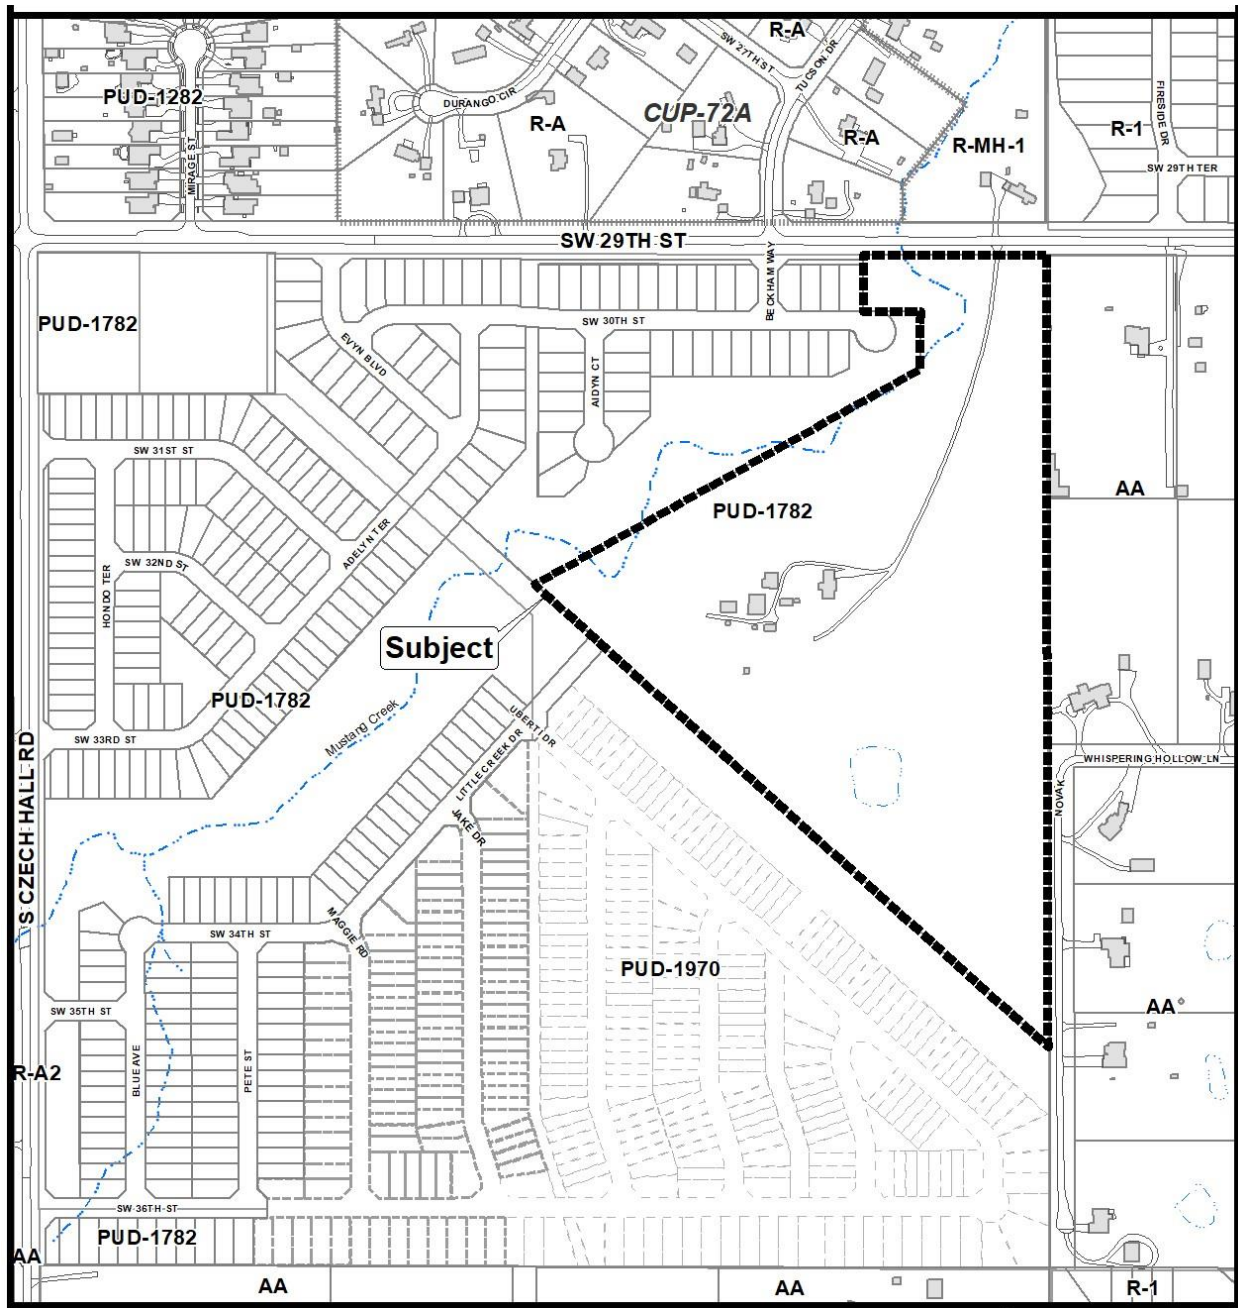 R-A
SW 27TH ST
TUCSON DR
PUD-1282
DURANGO CIR
CUP-72A
R-A
R-A
R-MH-1
R-1
FIRESIDE DR
MIRAGE ST
SW 29TH TER
SW 29TH ST
BECKHAM WAY
PUD-1782
SW 30TH ST
EVYN BLVD
AIDYN CT
SW 31ST ST
AA
PUD-1782
ADELYN TER
SW 32ND ST
HONDO TER
Subject
PUD-1782
Mustang Creek
UBERTI DR
SW 33RD ST
LITTLECREEK DR
WHISPERING HOLLOW LN
NOVAK
JAKE DR
S CZECH HALL RD
MAGGIE RD
SW 34TH ST
PUD-1970
AA
SW 35TH ST
R-A2
BLUE AVE
PETE ST
SW 36TH ST
PUD-1782
AA
AA
AA
R-1